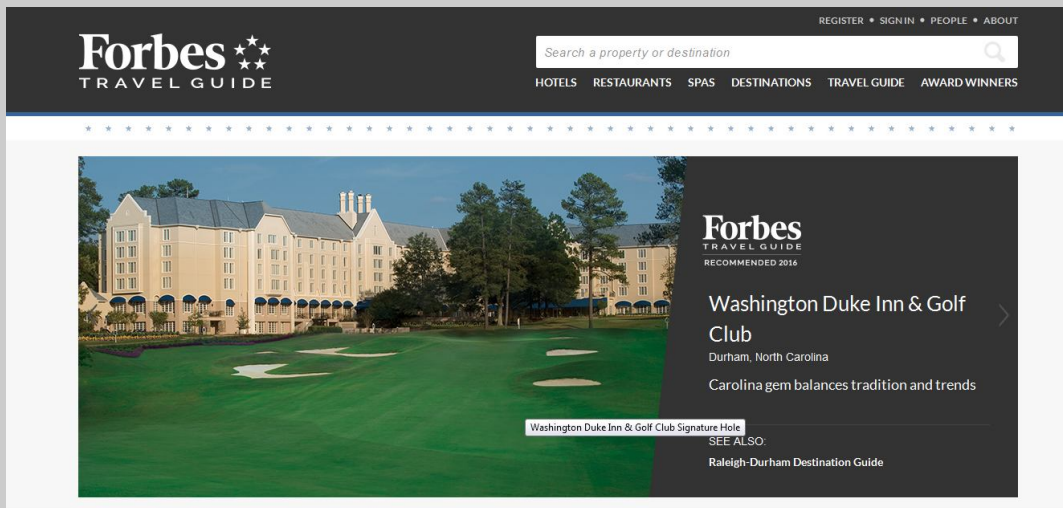 REGISTER • SIGN IN • PEOPLE • ABOUT
Forbes
TRAVEL GUIDE
Search a property or destination
HOTELS RESTAURANTS SPAS DESTINATIONS TRAVEL GUIDE AWARD WINNERS
Forbes
TRAVEL GUIDE
RECOMMENDED 2016
Washington Duke Inn & Golf
Club
Durham, North Carolina
Carolina gem balances tradition and trends
Washington Duke Inn & Golf Club Signature Hole
SEE ALSO:
Raleigh-Durham Destination Guide